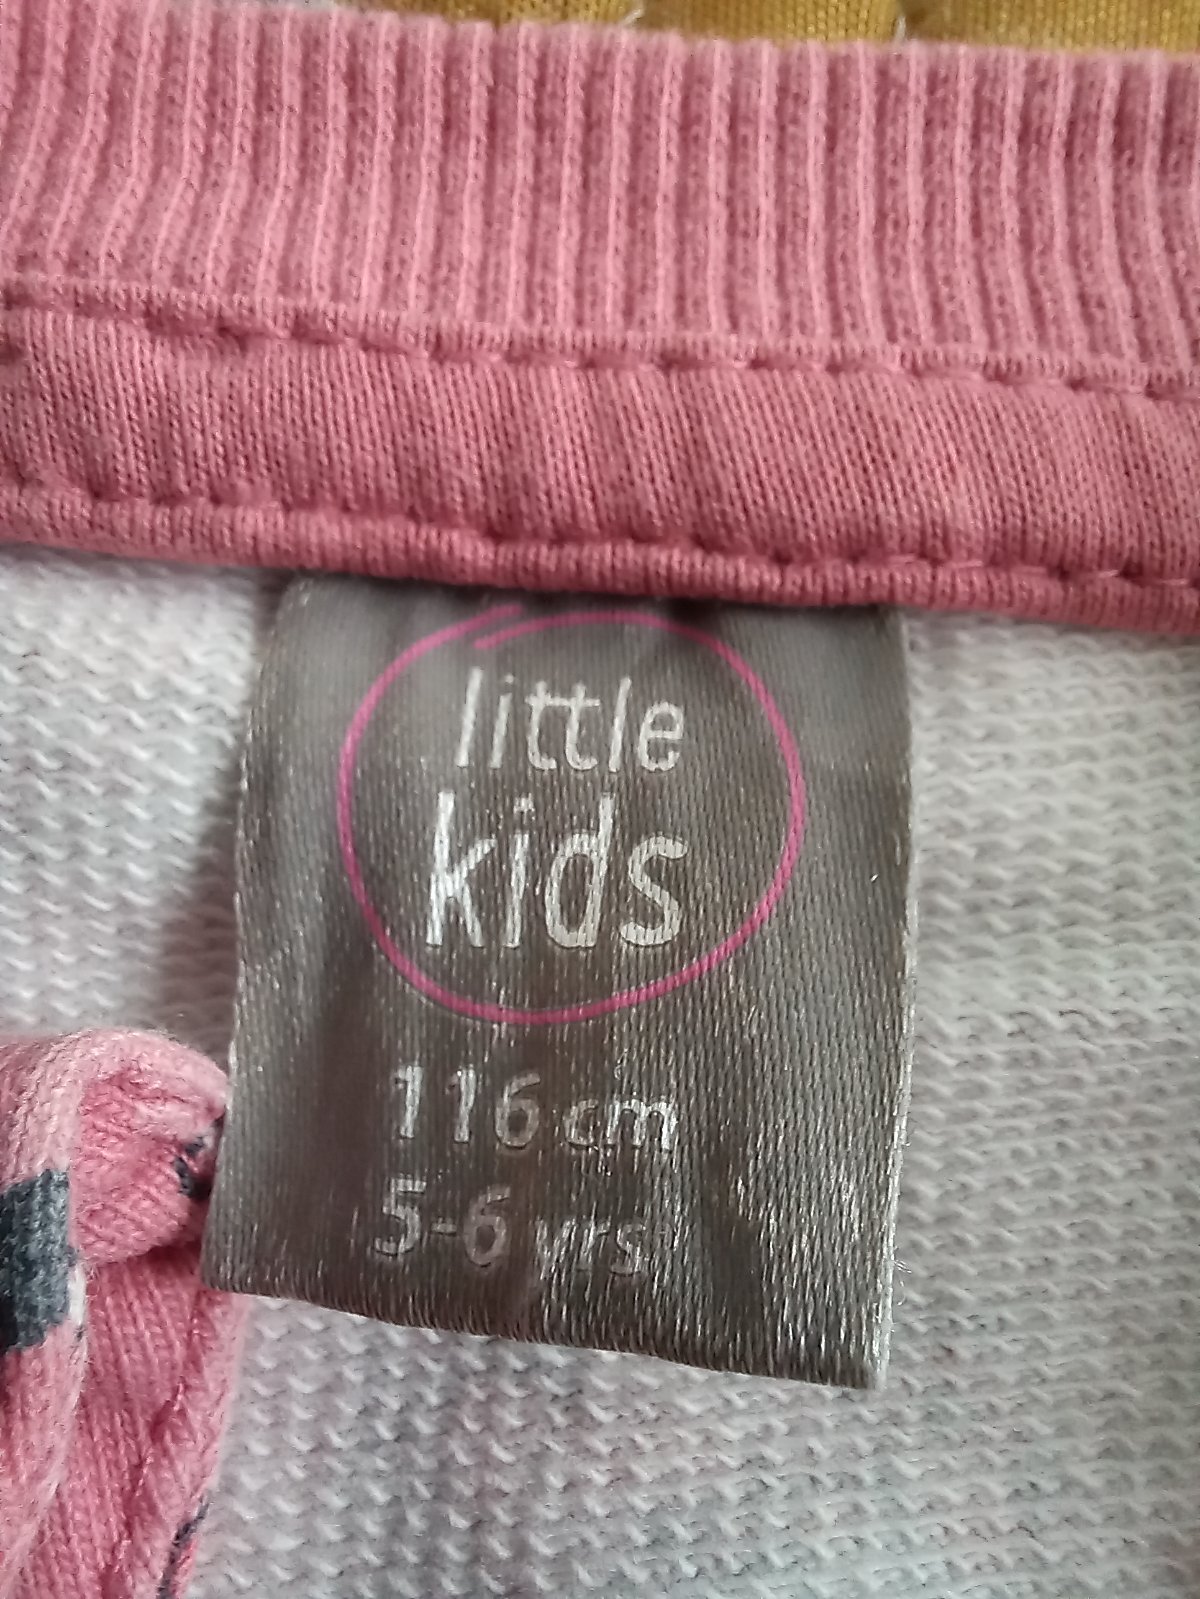 little
kids
116 cm
5-6 yrs